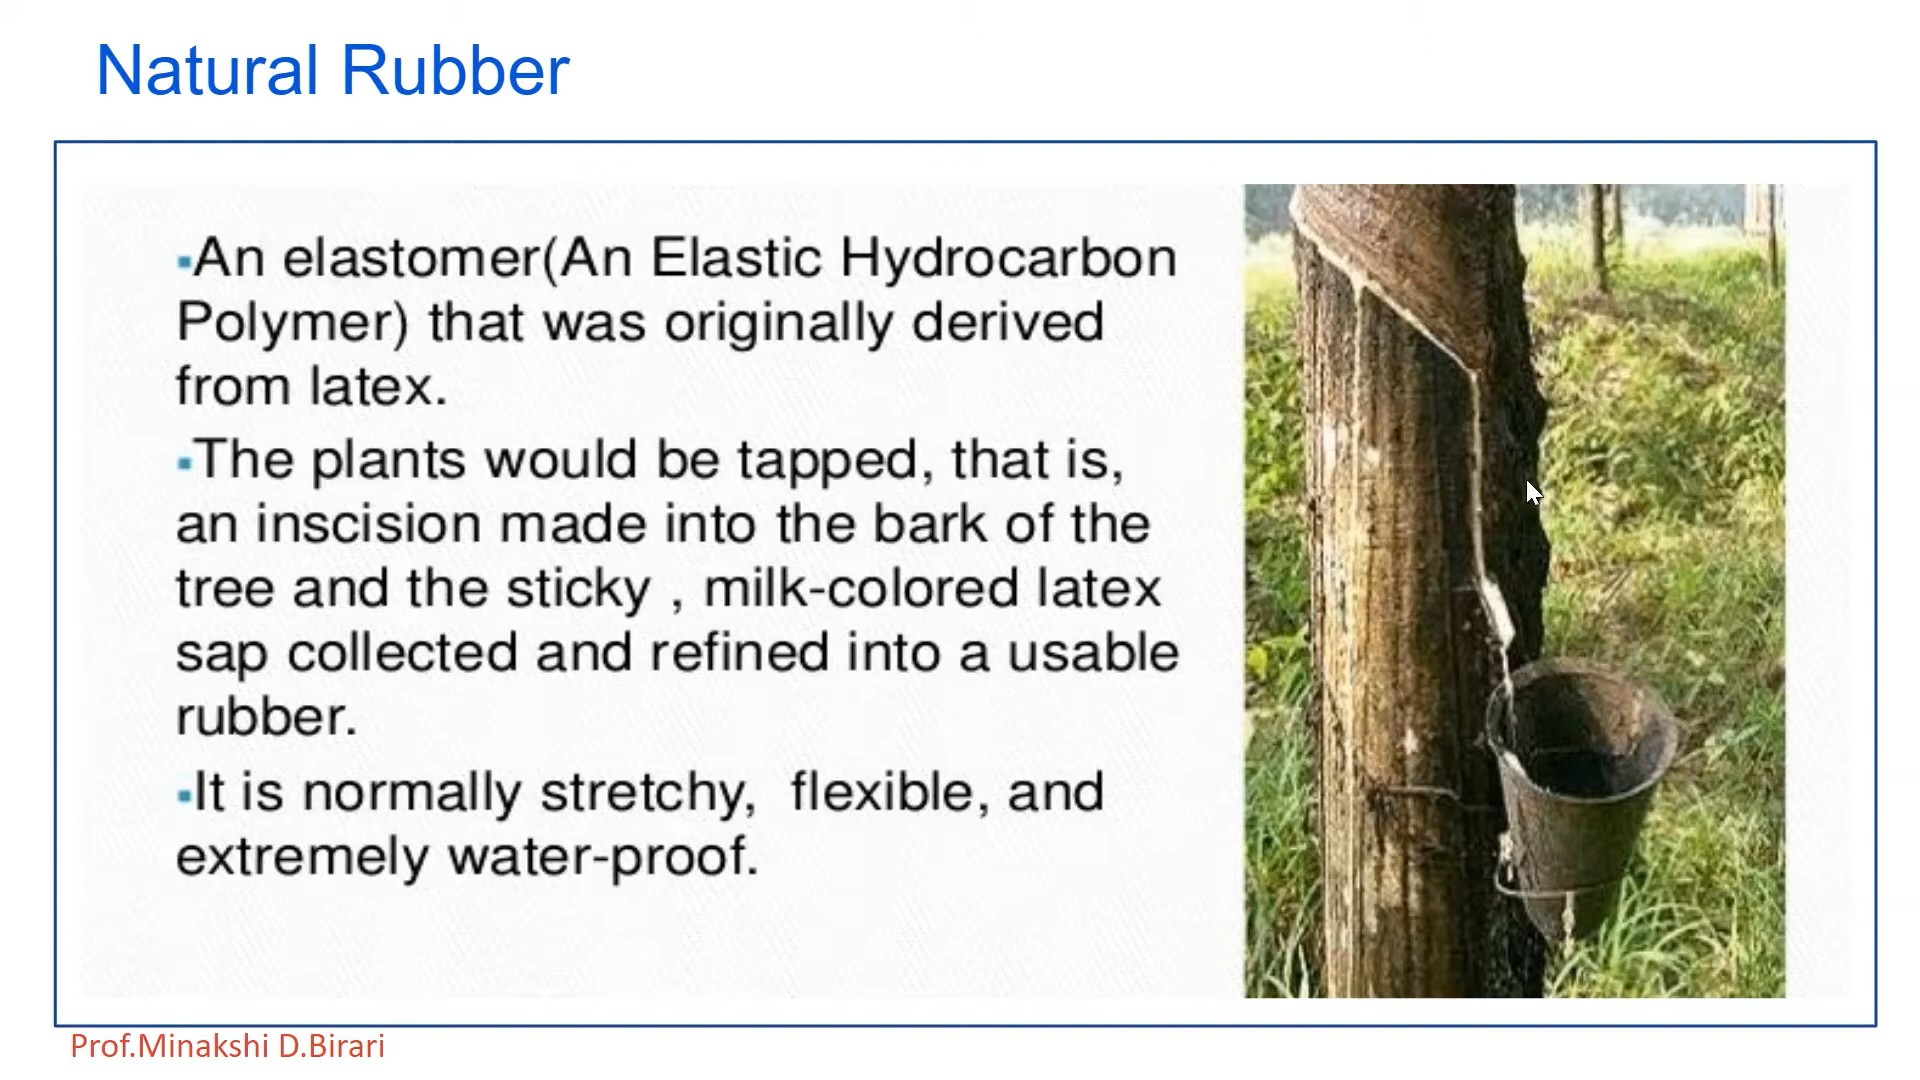 Natural Rubber
▪An elastomer(An Elastic Hydrocarbon
Polymer) that was originally derived
from latex.
▪The plants would be tapped, that is,
an inscision made into the bark of the
tree and the sticky , milk-colored latex
sap collected and refined into a usable
rubber.
▪It is normally stretchy,  flexible, and
extremely water-proof.
Prof.Minakshi D.Birari